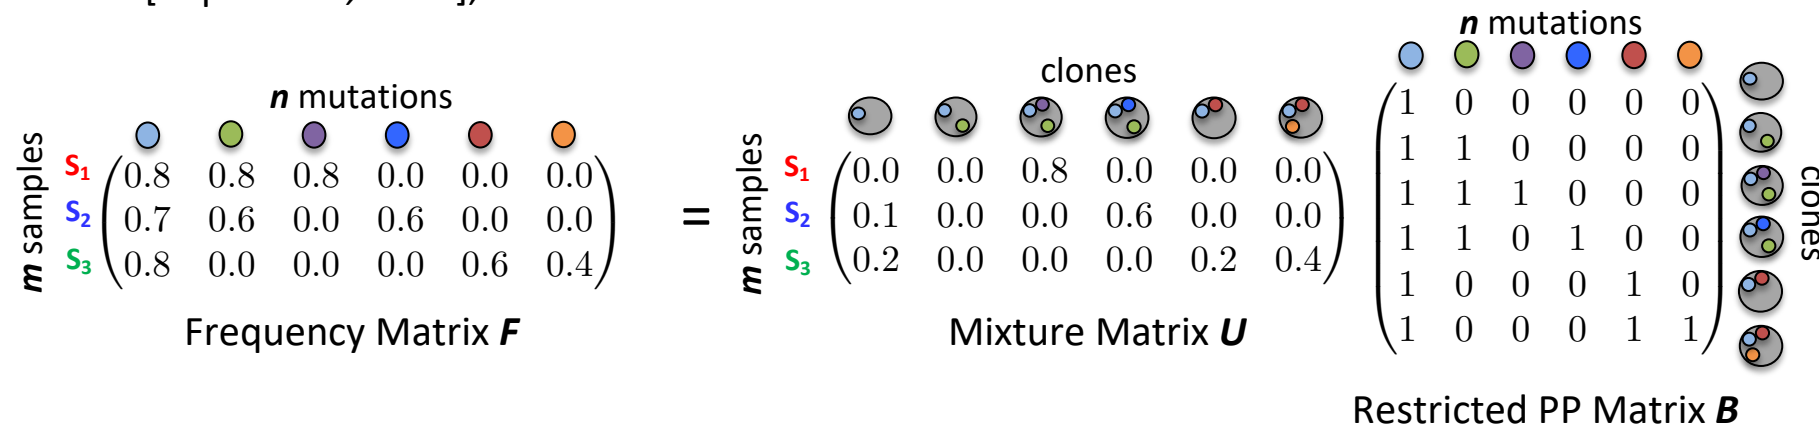 n mutations
n mutations
clones
m samples
S1 0.8 0.8 0.8 0.0 0.0 0.0
S2 0.7 0.6 0.0 0.6 0.0 0.0
S3 0.8 0.0 0.0 0.0 0.6 0.4
Frequency Matrix F
=
m samples
S1 0.0 0.0 0.8 0.0 0.0 0.0
S2 0.1 0.0 0.0 0.6 0.0 0.0
S3 0.2 0.0 0.0 0.0 0.2 0.4
Mixture Matrix U
1 0 0 0 0 0
1 1 0 0 0 0
1 1 1 0 0 0
1 1 0 1 0 0
1 0 0 0 1 0
1 0 0 0 1 1
clones
Restricted PP Matrix B